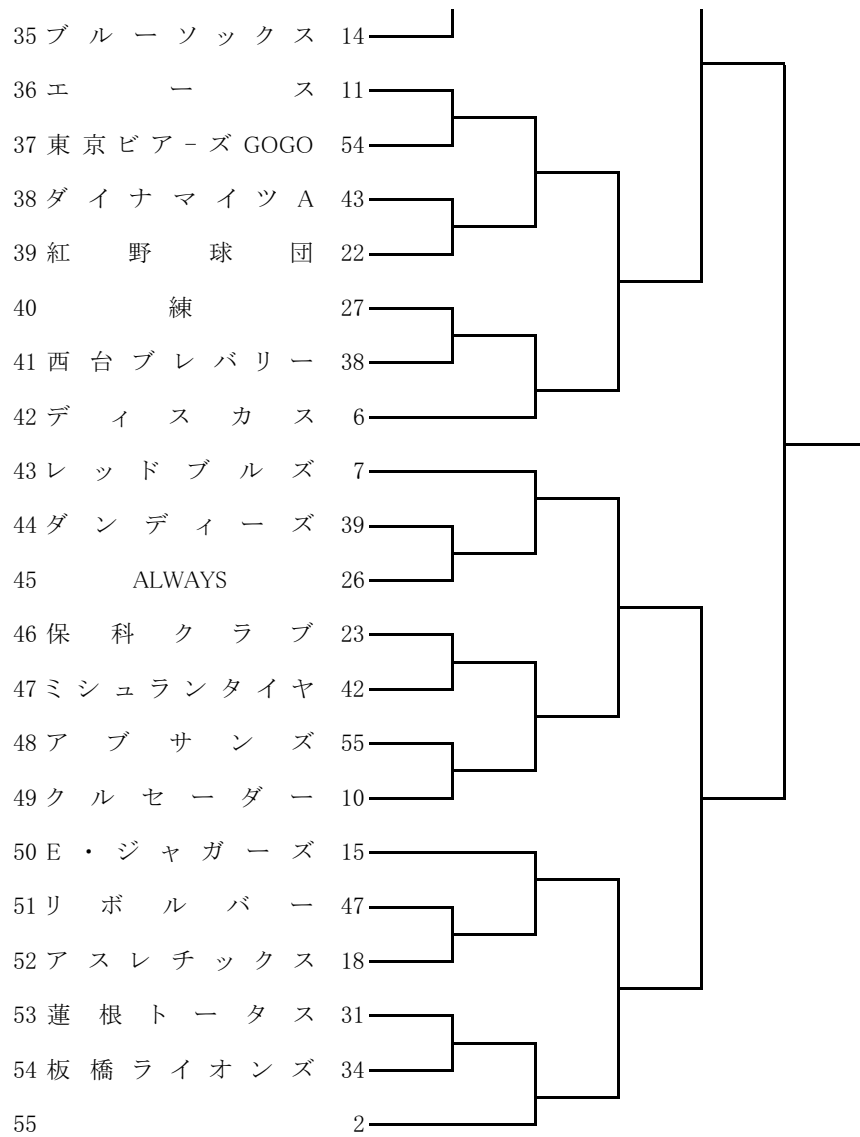 35 ブルーソックス 14
36 エース 11
37 東京ビア-ズGOGO 54
38 ダイナマイツA 43
39 紅野球団 22
40 練 27
41 西台ブレバリー 38
42 ディスカス 6
43 レッドブルズ 7
44 ダンディーズ 39
45 ALWAYS 26
46 保科クラブ 23
47 ミシュランタイヤ 42
48 アブサンズ 55
49 クルセーダー 10
50 E・ジャガーズ 15
51 リボルバー 47
52 アスレチックス 18
53 蓮根トータス 31
54 板橋ライオンズ 34
55 2